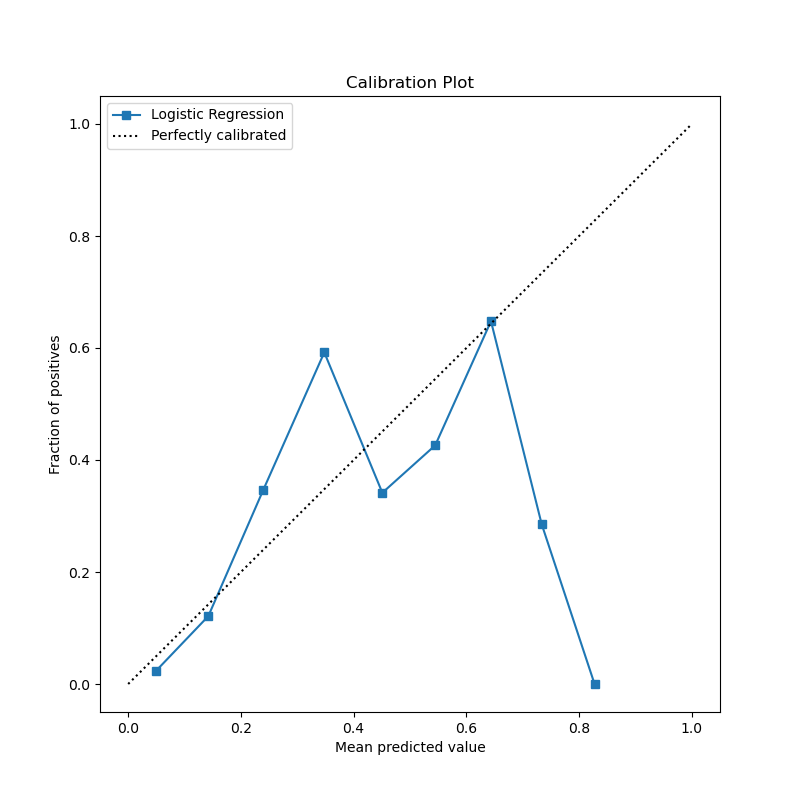 Calibration Plot
Logistic Regression
Perfectly calibrated
1.0
0.8
0.6
0.4
0.2
0.0
Fraction of positives
0.0 0.2 0.4 0.6 0.8 1.0
Mean predicted value